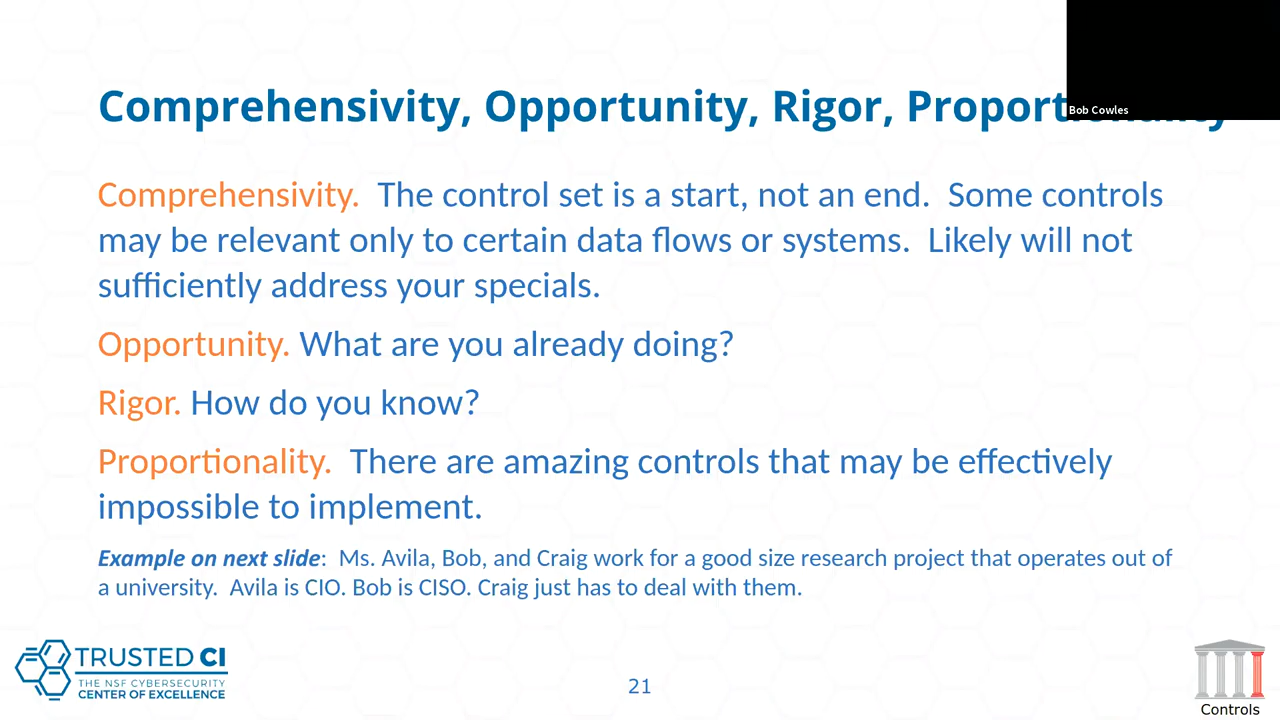 Comprehensivity, Opportunity, Rigor, Proportionality
Bob Cowles
Comprehensivity. The control set is a start, not an end. Some controls
may be relevant only to certain data flows or systems. Likely will not
sufficiently address your specials.
Opportunity. What are you already doing?
Rigor. How do you know?
Proportionality. There are amazing controls that may be effectively
impossible to implement.
Example on next slide: Ms. Avila, Bob, and Craig work for a good size research project that operates out of
a university. Avila is CIO. Bob is CISO. Craig just has to deal with them.
TRUSTED CI
THE NSF CYBERSECURITY
CENTER OF EXCELLENCE
21
Controls